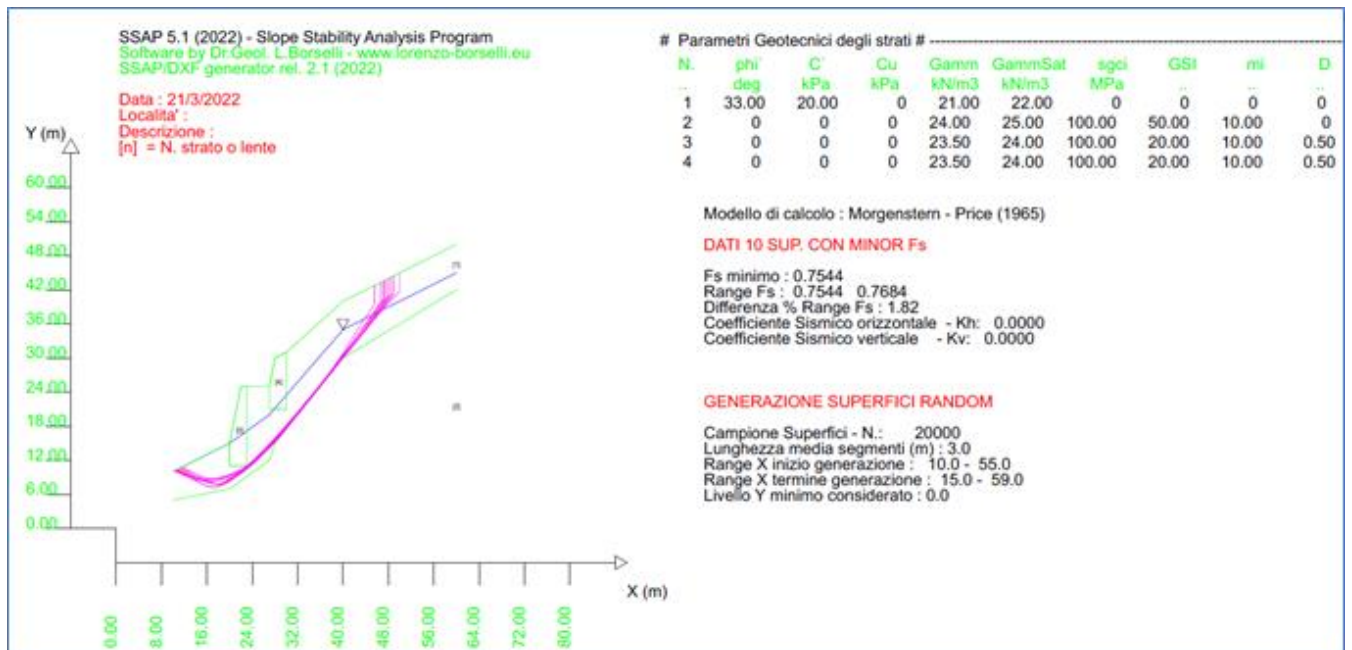 SSAP 5.1 (2022) - Slope Stability Analysis Program
Software by Dr.Geol. L.Borselli - www.lorenzo-borselli.eu
SSAP/DXF generator rel. 2.1 (2022)
Data : 21/3/2022
Localita' :
Descrizione :
[n] = N. strato o lente
Y (m)
60.00
54.00
48.00
42.00
36.00
30.00
24.00
18.00
12.00
6.00
0.00
X (m)
0.00
8.00
16.00
24.00
32.00
40.00
48.00
56.00
64.00
72.00
80.00
# Parametri Geotecnici degli strati # ------------------------------------------------
N. phi` C` Cu Gamm GammSat sgci GSI mi D
.. deg kPa kPa kN/m3 kN/m3 MPa .. .. ..
1 33.00 20.00 0 21.00 22.00 0 0 0 0
2 0 0 0 24.00 25.00 100.00 50.00 10.00 0
3 0 0 0 23.50 24.00 100.00 20.00 10.00 0.50
4 0 0 0 23.50 24.00 100.00 20.00 10.00 0.50
Modello di calcolo : Morgenstern - Price (1965)
DATI 10 SUP. CON MINOR Fs
Fs minimo : 0.7544
Range Fs : 0.7544 0.7684
Differenza % Range Fs : 1.82
Coefficiente Sismico orizzontale - Kh: 0.0000
Coefficiente Sismico verticale - Kv: 0.0000
GENERAZIONE SUPERFICI RANDOM
Campione Superfici - N.: 20000
Lunghezza media segmenti (m) : 3.0
Range X inizio generazione : 10.0 - 55.0
Range X termine generazione : 15.0 - 59.0
Livello Y minimo considerato : 0.0